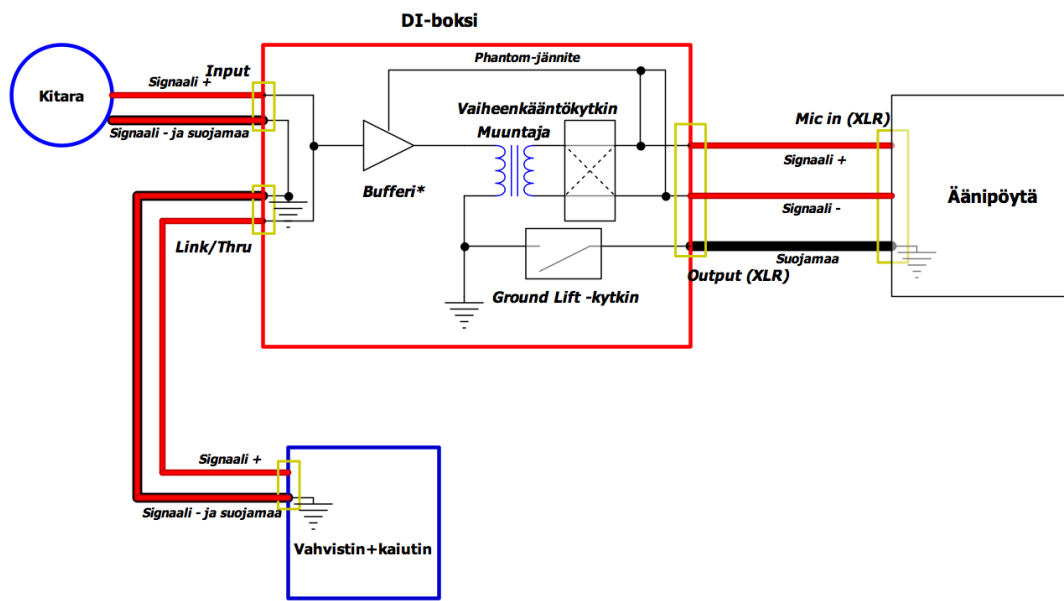 DI-boksi
Phantom-jännite
Input
Signaali +
Kitara
Signaali - ja suojamaa
Vaiheenkääntökytkin
Muuntaja
Bufferi*
Mic in (XLR)
Signaali +
Signaali -
Äänipöytä
Link/Thru
Suojamaa
Output (XLR)
Ground Lift -kytkin
Signaali +
Signaali - ja suojamaa
Vahvistin+kaiutin